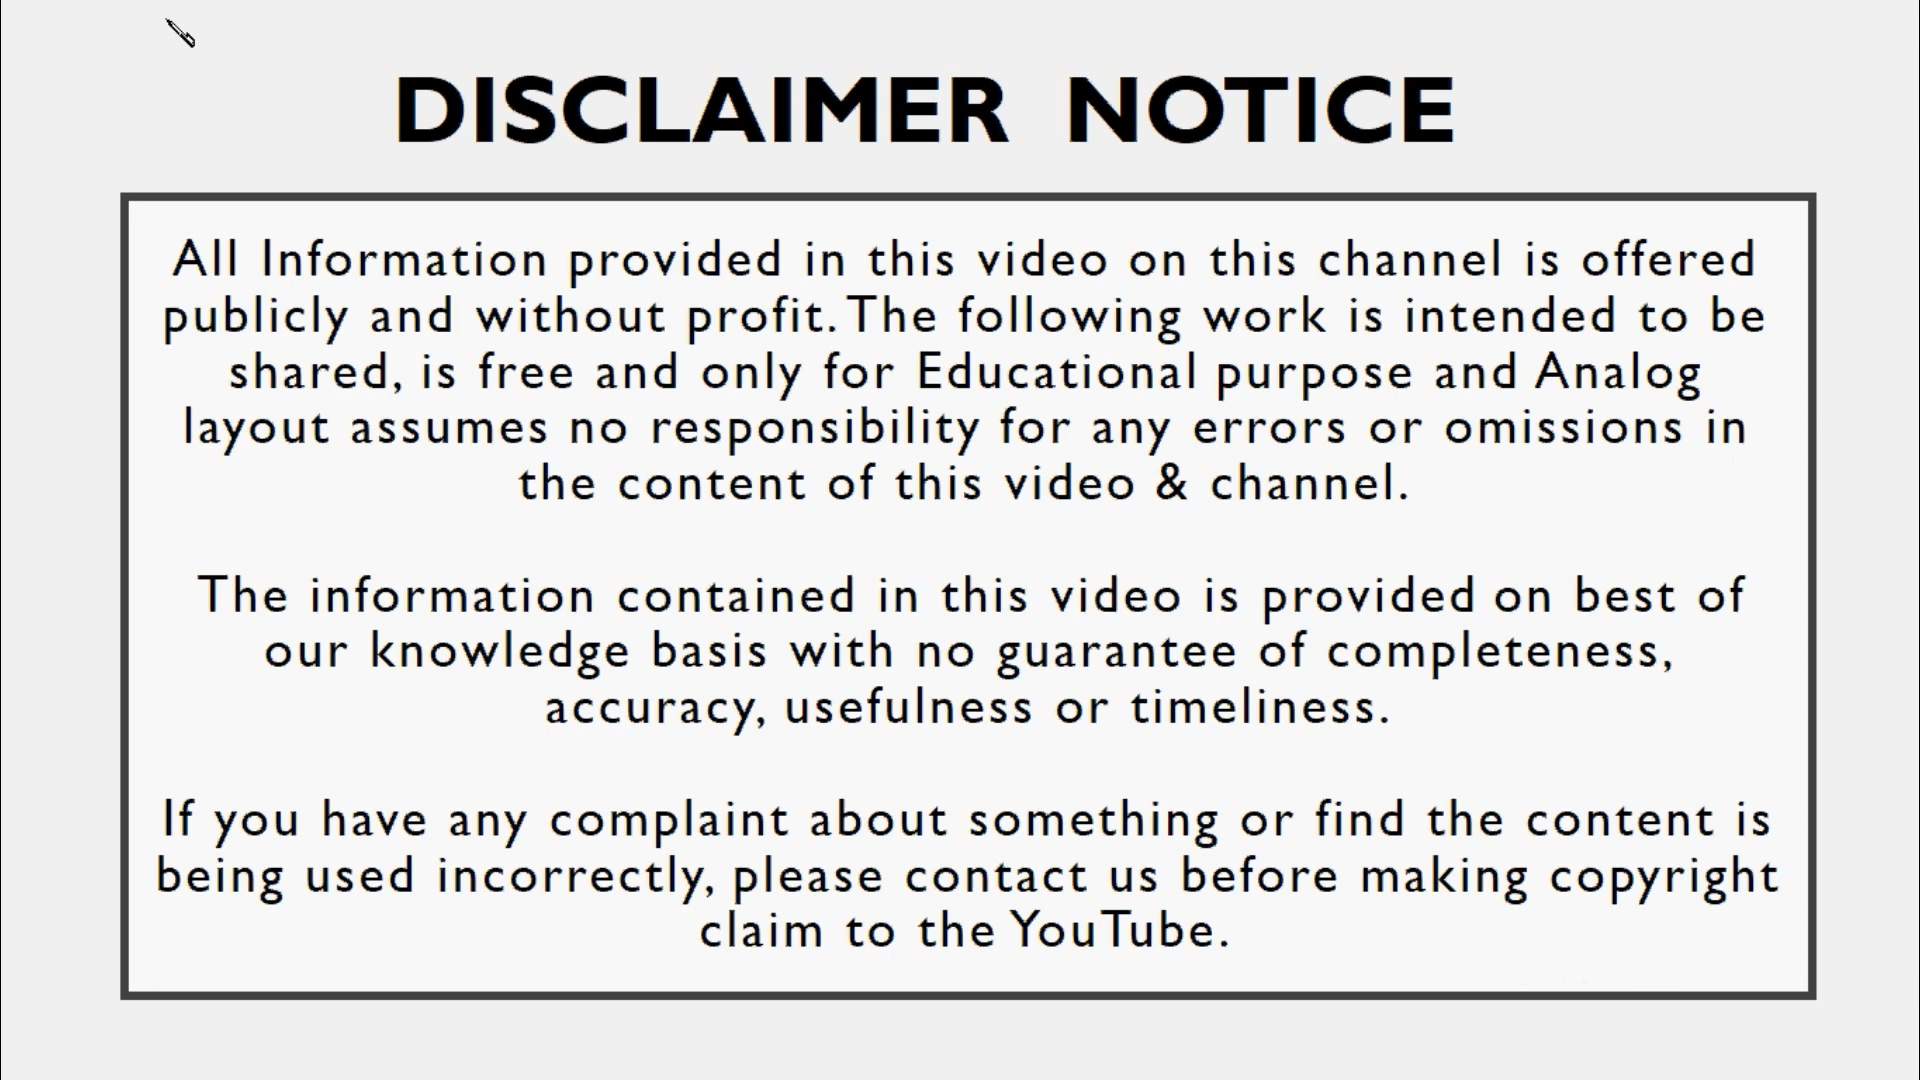 DISCLAIMER NOTICE
All Information provided in this video on this channel is offered
publicly and without profit. The following work is intended to be
shared, is free and only for Educational purpose and Analog
layout assumes no responsibility for any errors or omissions in
the content of this video & channel.
The information contained in this video is provided on best of
our knowledge basis with no guarantee of completeness,
accuracy, usefulness or timeliness.
If you have any complaint about something or find the content is
being used incorrectly, please contact us before making copyright
claim to the YouTube.